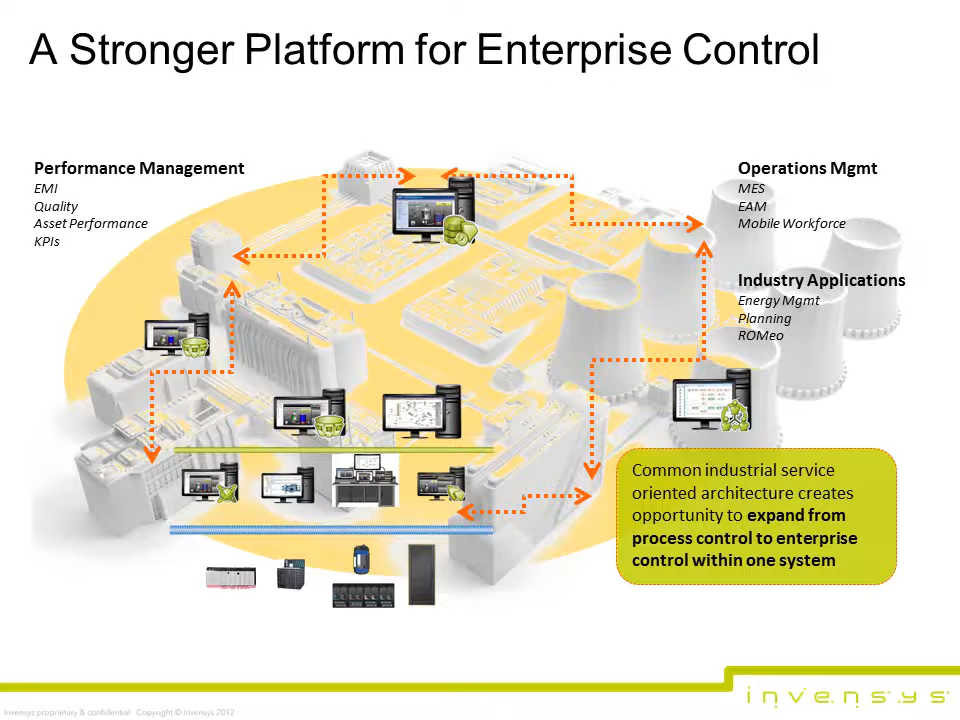 A Stronger Platform for Enterprise Control
Performance Management
EMI
Quality
Asset Performance
KPIs
Operations Mgmt
MES
EAM
Mobile Workforce
Industry Applications
Energy Mgmt
Planning
ROMeo
Common industrial service
oriented architecture creates
opportunity to expand from
process control to enterprise
control within one system
invensys
Invensys proprietary & confidential Copyright © Invensys 2012